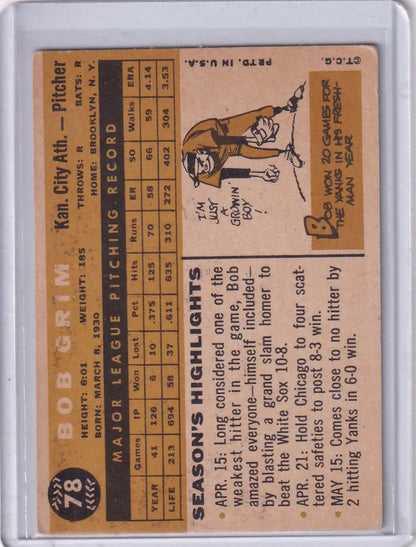 78
BOB GRIM
Kan. City Ath. — Pitcher
HEIGHT: 6:01 WEIGHT: 185 THROWS: R BATS: R
BORN: MARCH 8, 1930 HOME: BROOKLYN, N. Y.
MAJOR LEAGUE PITCHING RECORD
Games IP Won Lost Pct Hits Runs ER SO Walks ERA
YEAR 41 126 6 10 .375 125 70 58 66 59 4.14
LIFE 213 694 58 37 .611 635 310 272 402 304 3.53
SEASON'S HIGHLIGHTS
• APR. 15: Long considered one of the
weakest hitter in the game, Bob
amazed everyone—himself included—
by blasting a grand slam homer to
beat the White Sox 10-8.
• APR. 21: Hold Chicago to four scat-
tered safeties to post 8-3 win.
• MAY 15: Comes close to no hitter by
2 hitting Yanks in 6-0 win.
I'M
JUST
A
GROWIN'
BOY!
BOB WON 20 GAMES FOR
THE YANKS IN HIS FRESH-
MAN YEAR
©T.C.G.
PRTD. IN U.S.A.